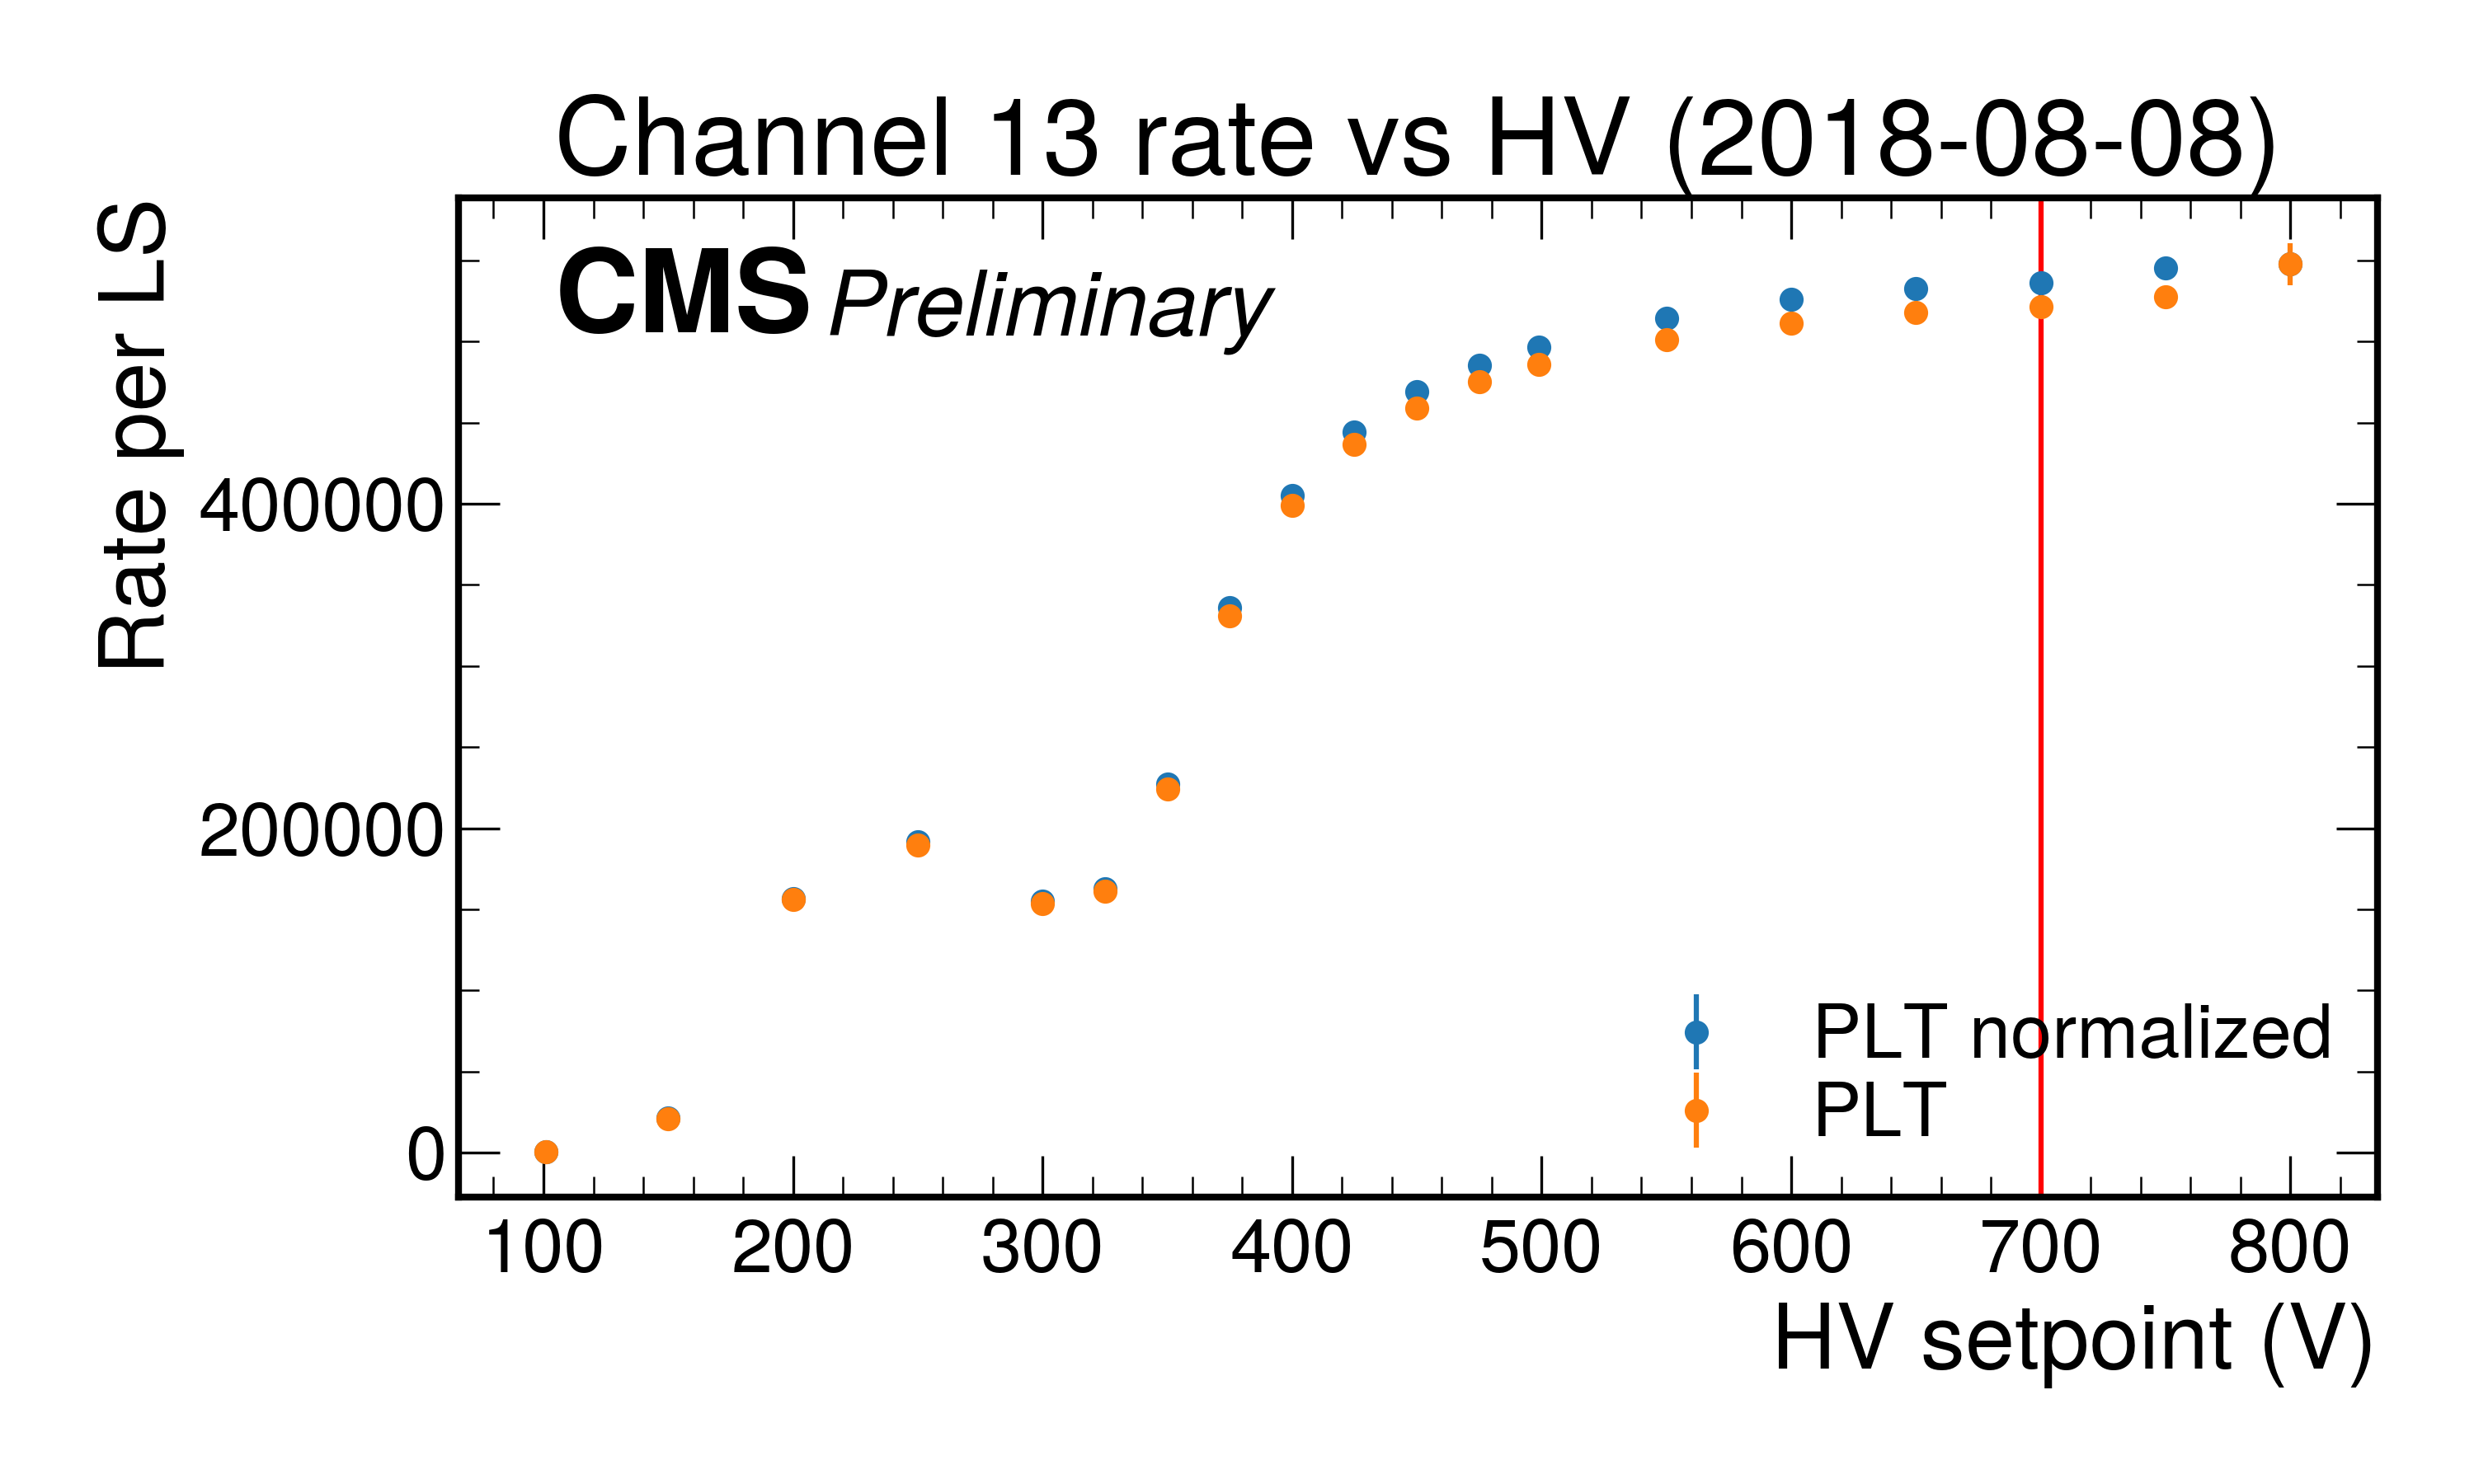 Channel 13 rate vs HV (2018-08-08)
CMS Preliminary
Rate per LS
400000
200000
0
PLT normalized
PLT
100 200 300 400 500 600 700 800
HV setpoint (V)